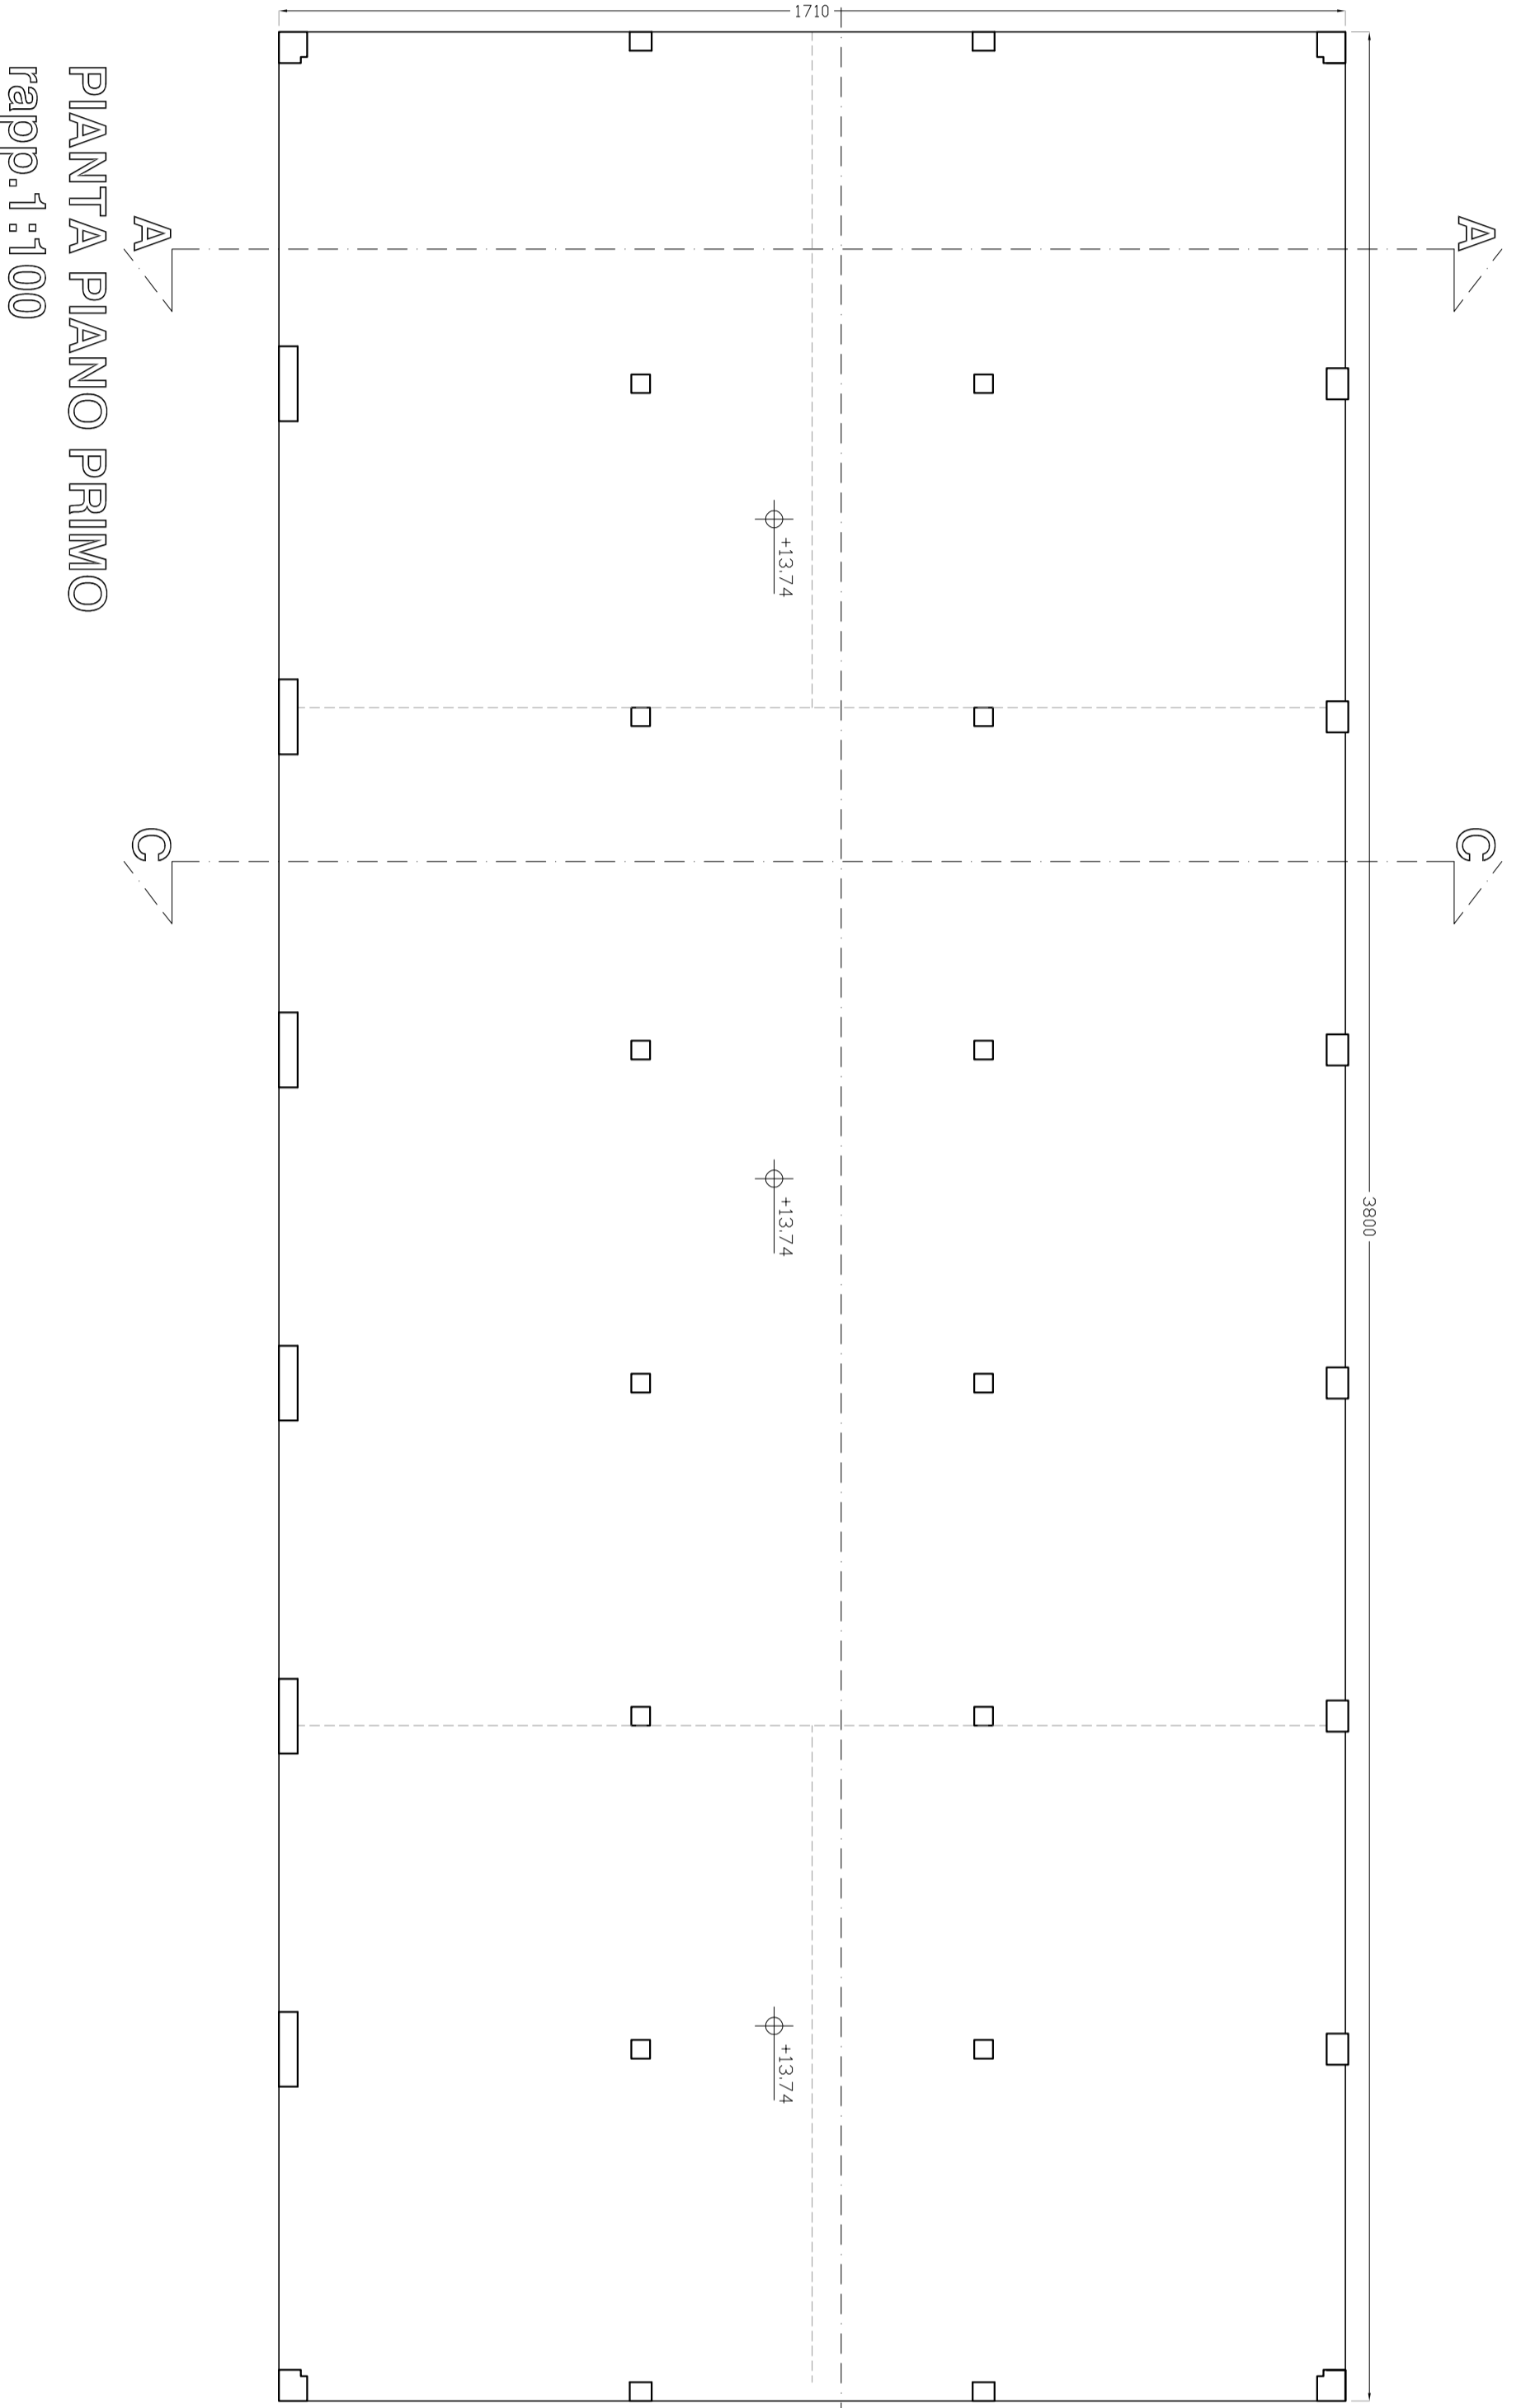 1710
3800
A
A
+13.74
C
C
+13.74
+13.74
PIANTA PIANO PRIMO
rapp.1:100